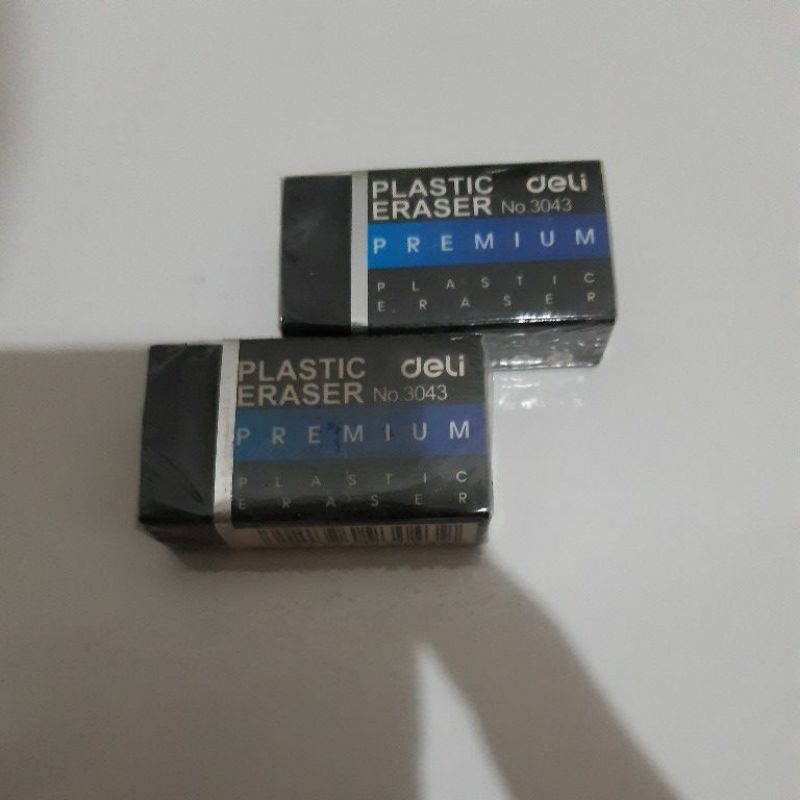 PLASTIC deli
ERASER No.3043
PREMIUM
PLASTIC
ERASER
PLASTIC deli
ERASER No.3043
PREMIUM
PLASTIC
ERASER